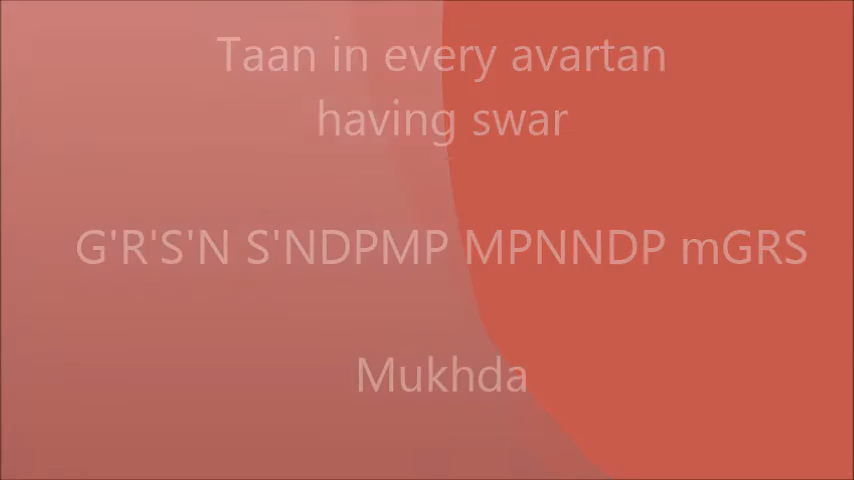 Taan in every avartan
having swar
G'R'S'N S'NDPMP MPNNDP mGRS
Mukhda